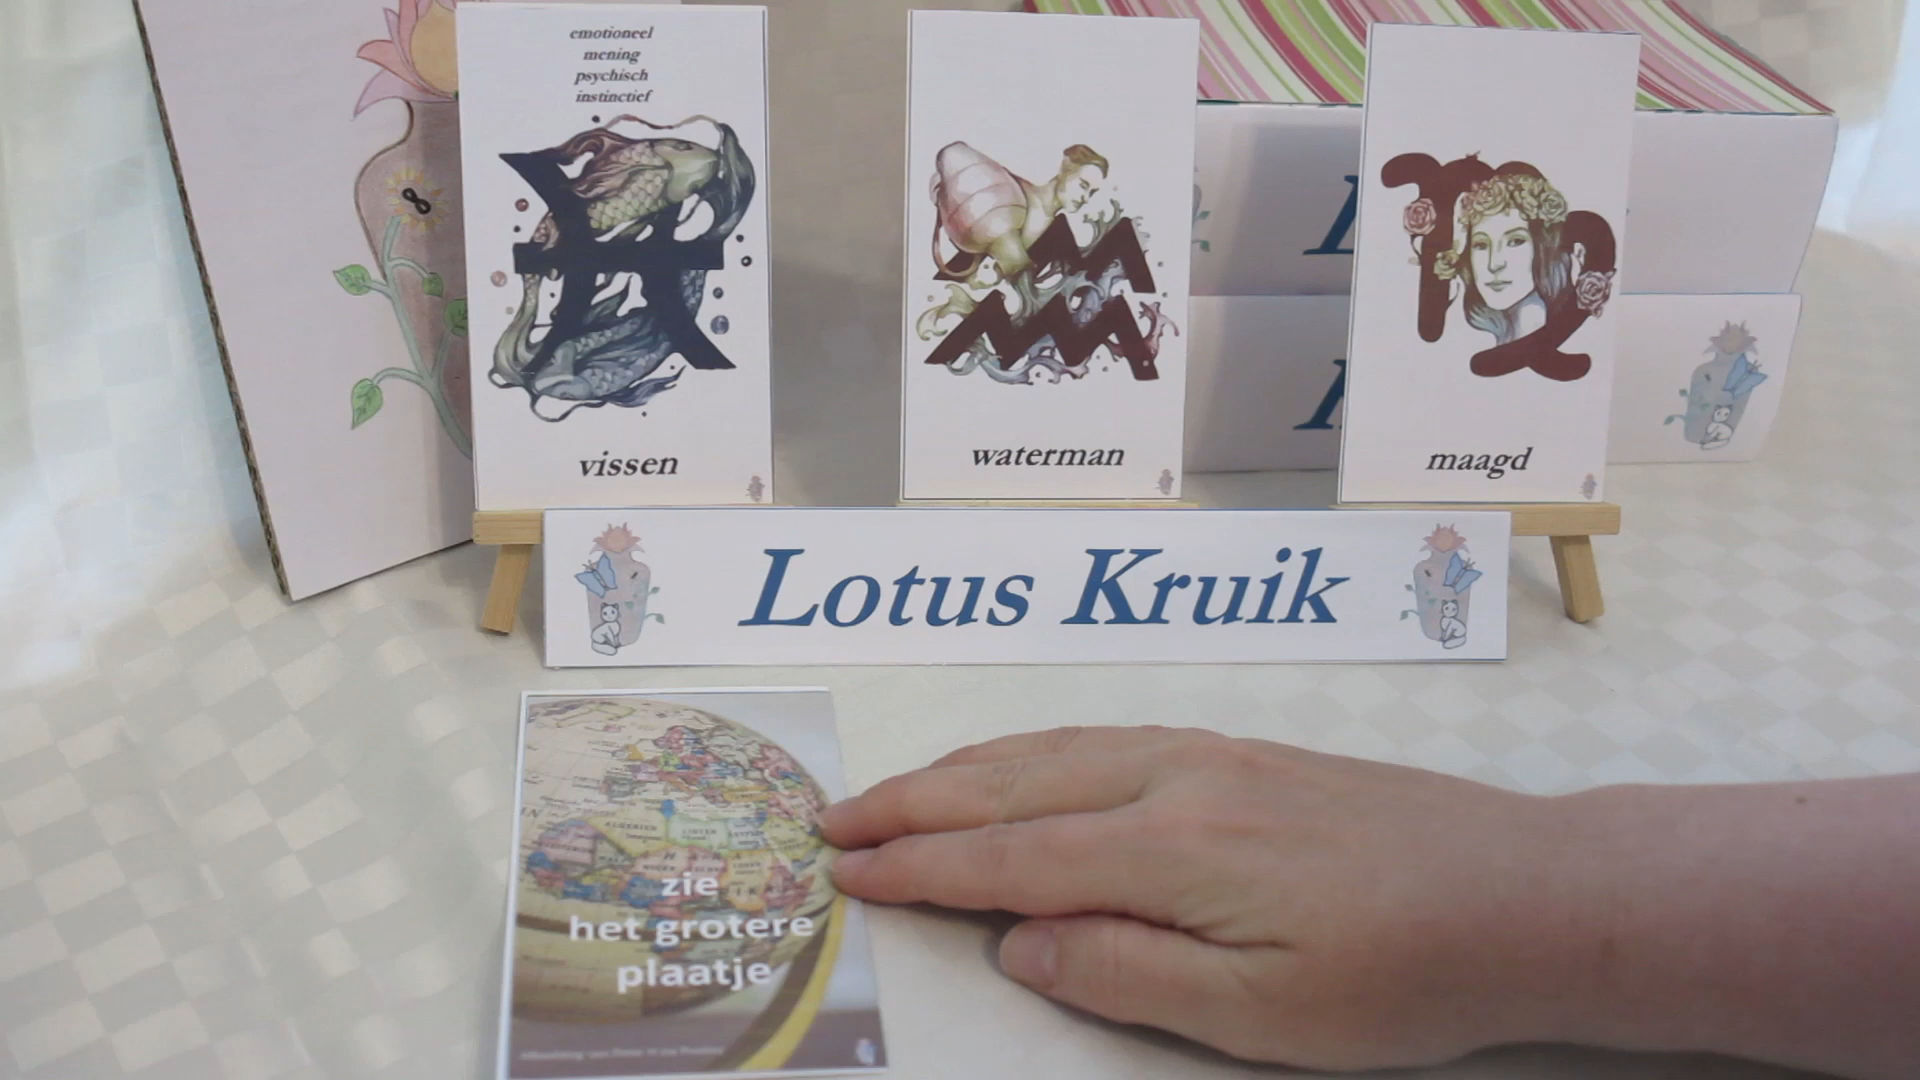 emotioneel
mening
psychisch
instinctief
vissen
waterman
maagd
Lotus Kruik
zie
het grotere
plaatje